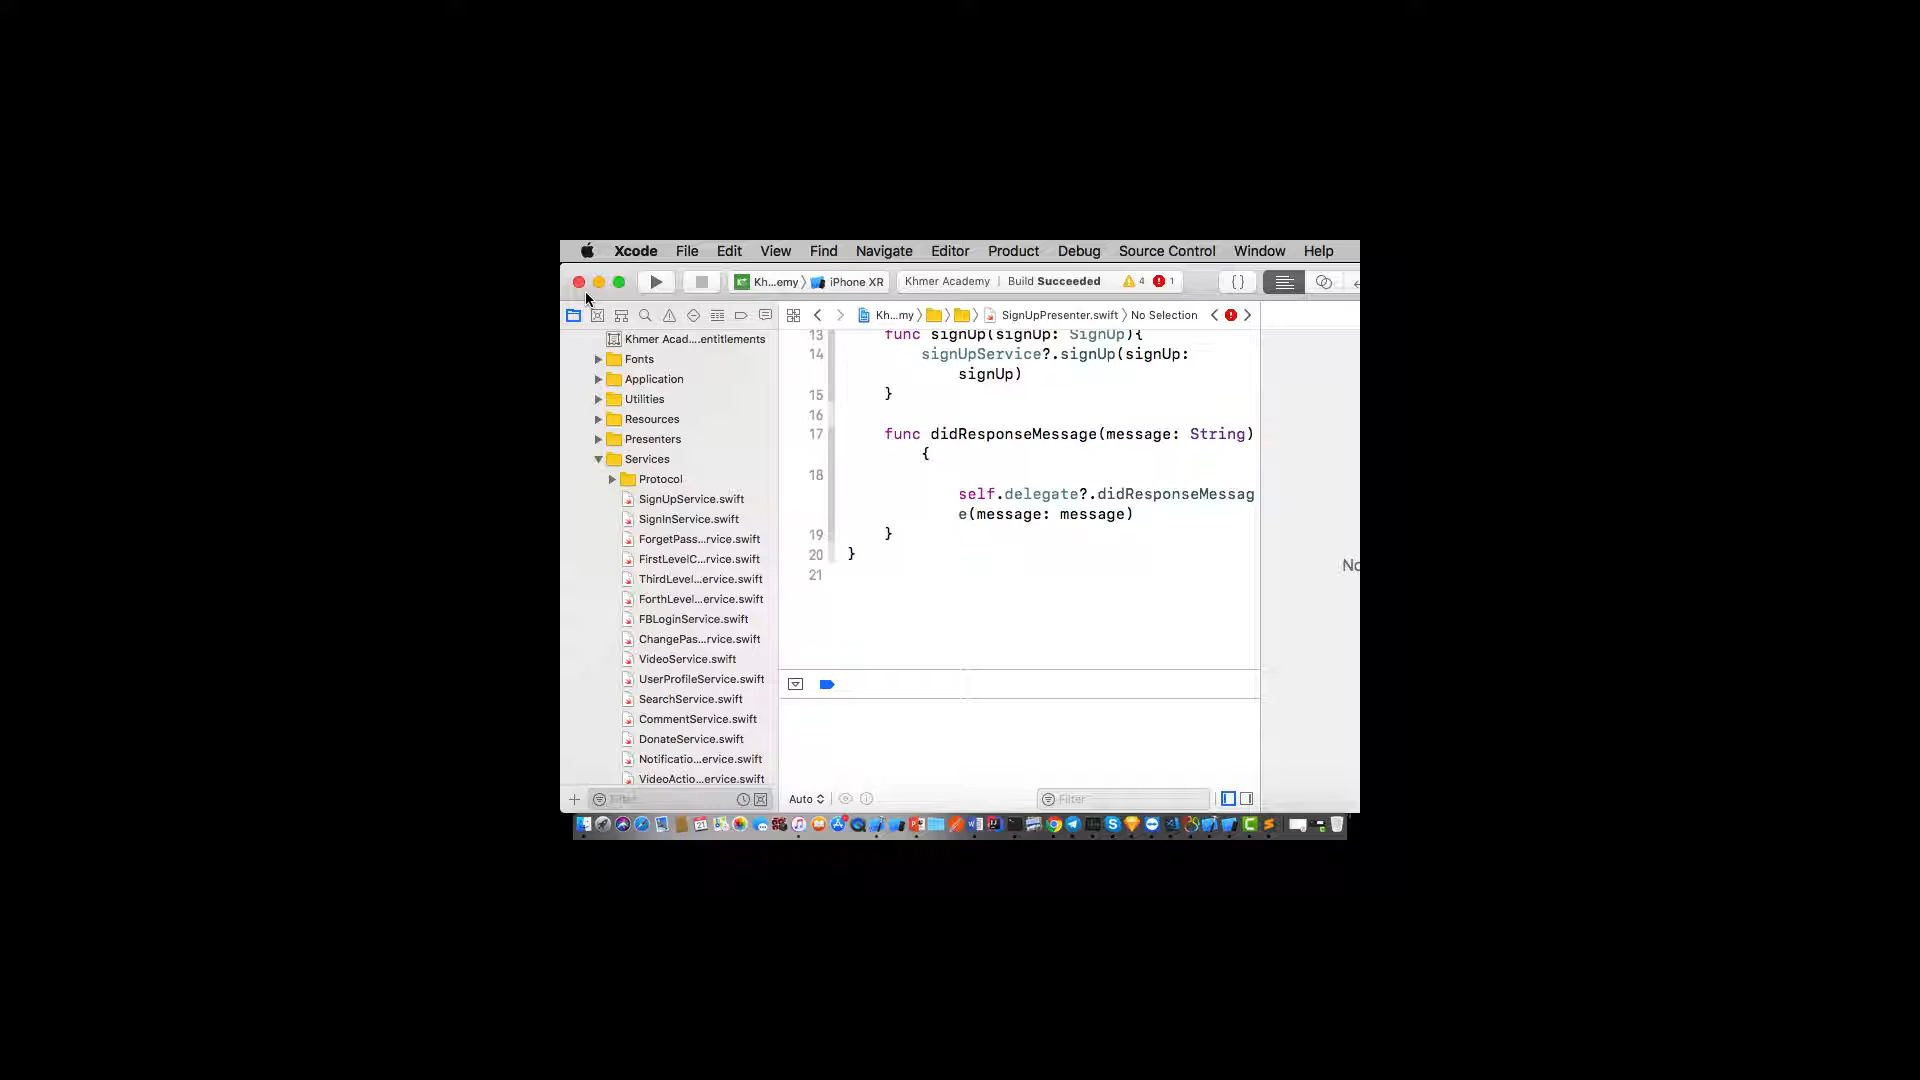 Xcode File Edit View Find Navigate Editor Product Debug Source Control Window Help
Kh...emy iPhone XR Khmer Academy Build Succeeded 4 1 {}
Kh...my SignUpPresenter.swift No Selection
Khmer Acad....entitlements
Fonts
Application
Utilities
Resources
Presenters
Services
Protocol
SignUpService.swift
SignInService.swift
ForgetPass...rvice.swift
FirstLevelC...rvice.swift
ThirdLevel...ervice.swift
ForthLevel...ervice.swift
FBLoginService.swift
ChangePas...rvice.swift
VideoService.swift
UserProfileService.swift
SearchService.swift
CommentService.swift
DonateService.swift
Notificatio...ervice.swift
VideoActio...ervice.swift
Filter
13 func signUp(signUp: SignUp){
14 signUpService?.signUp(signUp:
signUp)
15 }
16
17 func didResponseMessage(message: String)
{
18
self.delegate?.didResponseMessag
e(message: message)
19 }
20 }
21
No
Auto Filter